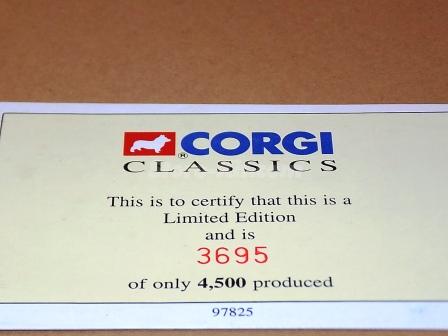 CORGI
®
CLASSICS
This is to certify that this is a
Limited Edition
and is
3695
of only 4,500 produced
97825